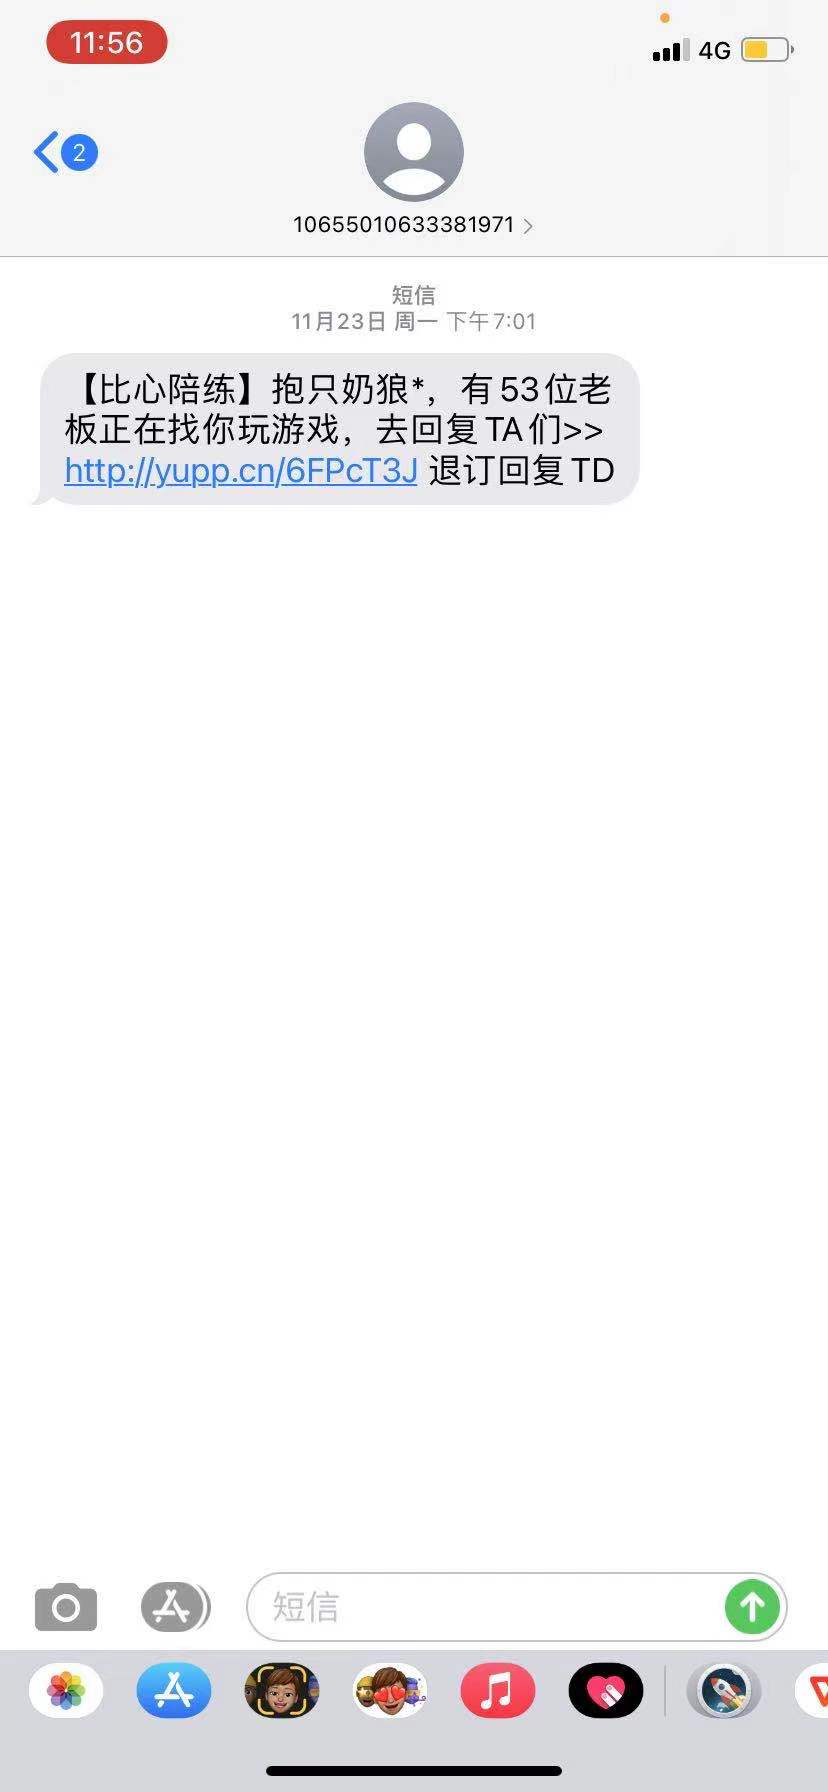 11:56
4G
2
10655010633381971
短信
11月23日 周一 下午7:01
【比心陪练】抱只奶狼*，有53位老
板正在找你玩游戏，去回复TA们>>
http://yupp.cn/6FPcT3J 退订回复TD
短信